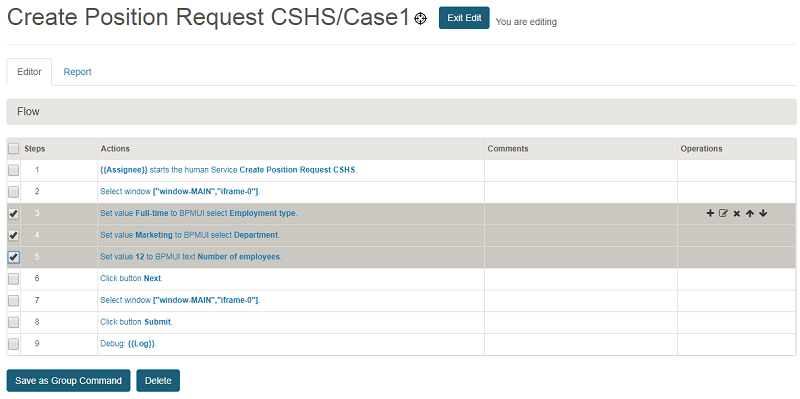 Create Position Request CSHS/Case1 Exit Edit You are editing
Editor Report
Flow
Steps Actions Comments Operations
1 {{Assignee}} starts the human Service Create Position Request CSHS.
2 Select window ["window-MAIN","iframe-0"].
3 Set value Full-time to BPMUI select Employment type.
4 Set value Marketing to BPMUI select Department.
5 Set value 12 to BPMUI text Number of employees.
6 Click button Next.
7 Select window ["window-MAIN","iframe-0"].
8 Click button Submit.
9 Debug: {{Log}}.
Save as Group Command Delete